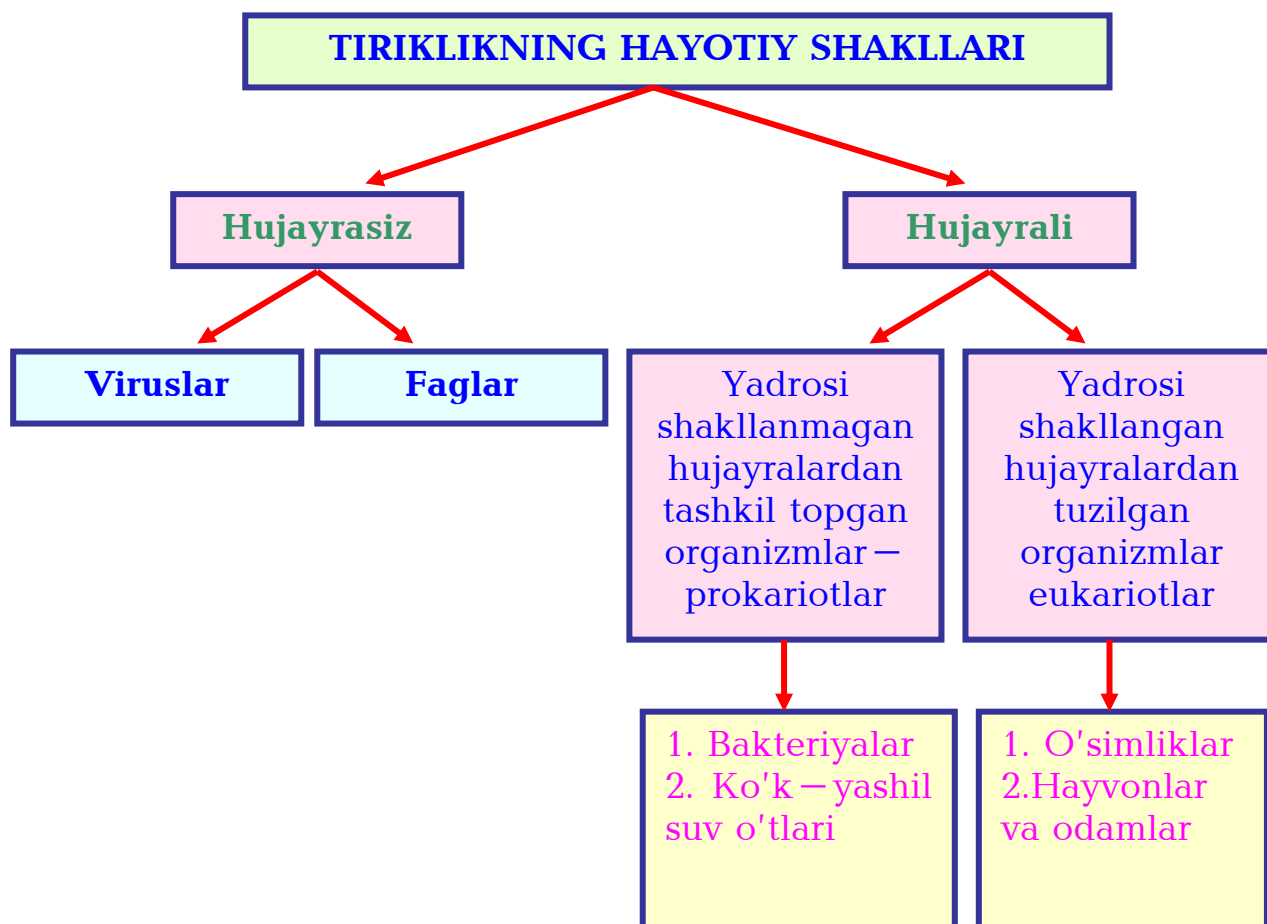 TIRIKLIKNING HAYOTIY SHAKLLARI
Hujayrasiz
Hujayrali
Viruslar
Faglar
Yadrosi
shakllanmagan
hujayralardan
tashkil topgan
organizmlar—
prokariotlar
Yadrosi
shakllangan
hujayralardan
tuzilgan
organizmlar
eukariotlar
1. Bakteriyalar
2. Ko'k—yashil
suv o'tlari
1. O'simliklar
2.Hayvonlar
va odamlar